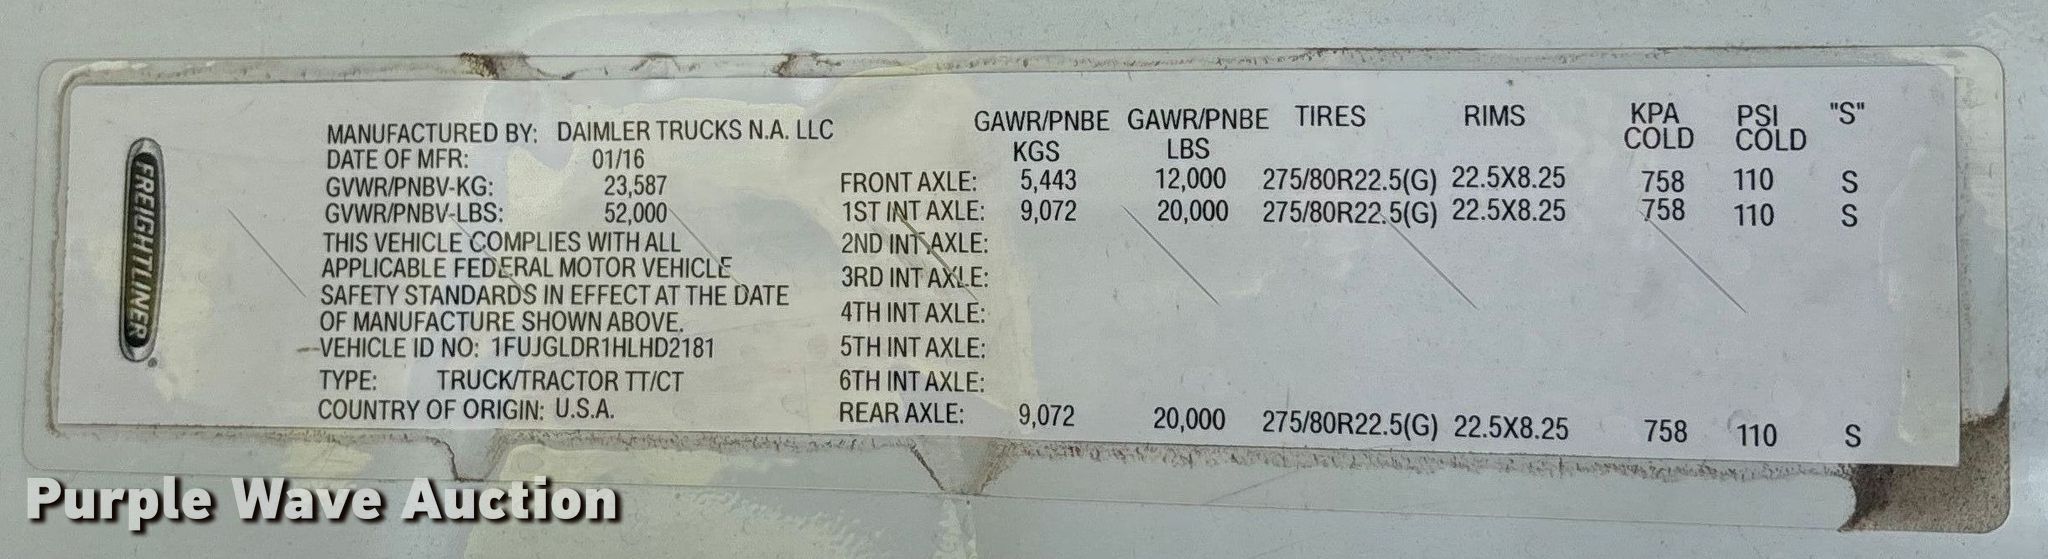 FREIGHTLINER
MANUFACTURED BY: DAIMLER TRUCKS N.A. LLC
DATE OF MFR: 01/16
GVWR/PNBV-KG: 23,587
GVWR/PNBV-LBS: 52,000
THIS VEHICLE COMPLIES WITH ALL
APPLICABLE FEDERAL MOTOR VEHICLE
SAFETY STANDARDS IN EFFECT AT THE DATE
OF MANUFACTURE SHOWN ABOVE.
VEHICLE ID NO: 1FUJGLDR1HLHD2181
TYPE: TRUCK/TRACTOR TT/CT
COUNTRY OF ORIGIN: U.S.A.
GAWR/PNBE GAWR/PNBE TIRES RIMS KPA PSI "S"
KGS LBS COLD COLD
FRONT AXLE: 5,443 12,000 275/80R22.5(G) 22.5X8.25 758 110 S
1ST INT AXLE: 9,072 20,000 275/80R22.5(G) 22.5X8.25 758 110 S
2ND INT AXLE:
3RD INT AXLE:
4TH INT AXLE:
5TH INT AXLE:
6TH INT AXLE:
REAR AXLE: 9,072 20,000 275/80R22.5(G) 22.5X8.25 758 110 S
Purple Wave Auction